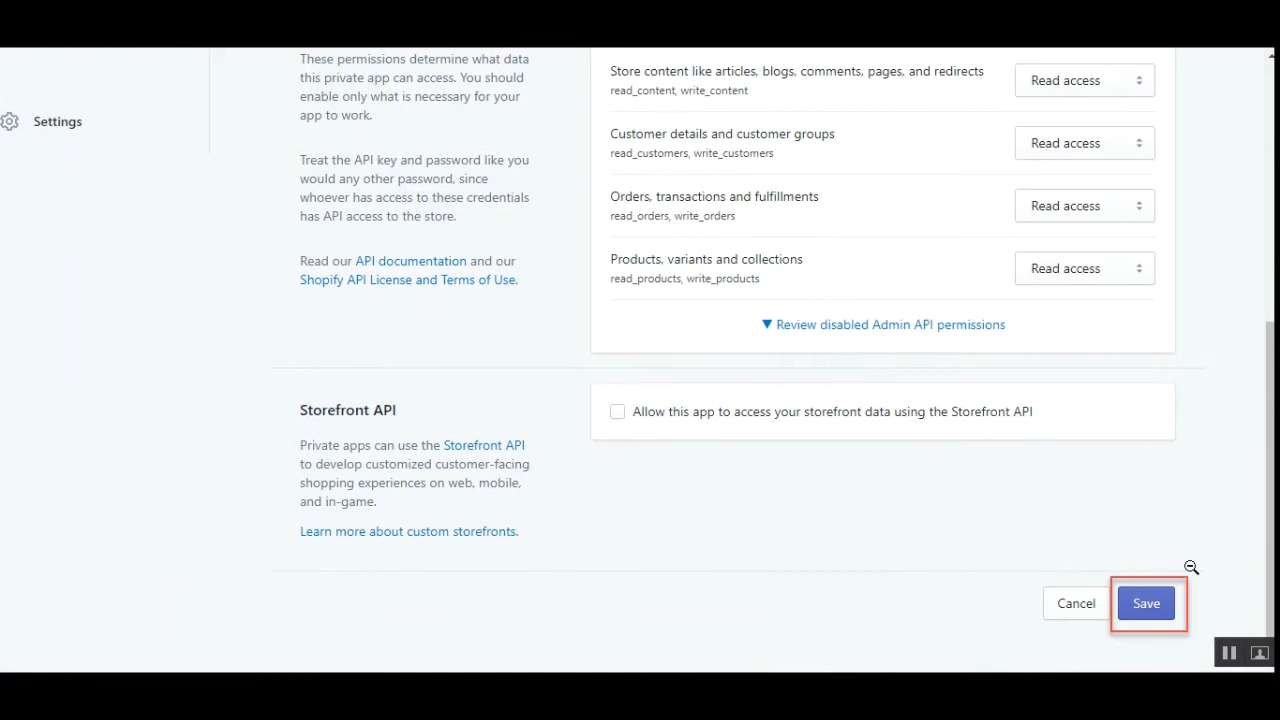 Settings
These permissions determine what data
this private app can access. You should
enable only what is necessary for your
app to work.
Treat the API key and password like you
would any other password, since
whoever has access to these credentials
has API access to the store.
Read our API documentation and our
Shopify API License and Terms of Use.
Store content like articles, blogs, comments, pages, and redirects
read_content, write_content
Read access
Customer details and customer groups
read_customers, write_customers
Read access
Orders, transactions and fulfillments
read_orders, write_orders
Read access
Products, variants and collections
read_products, write_products
Read access
▼ Review disabled Admin API permissions
Storefront API
Private apps can use the Storefront API
to develop customized customer-facing
shopping experiences on web, mobile,
and in-game.
Learn more about custom storefronts.
Allow this app to access your storefront data using the Storefront API
Cancel
Save